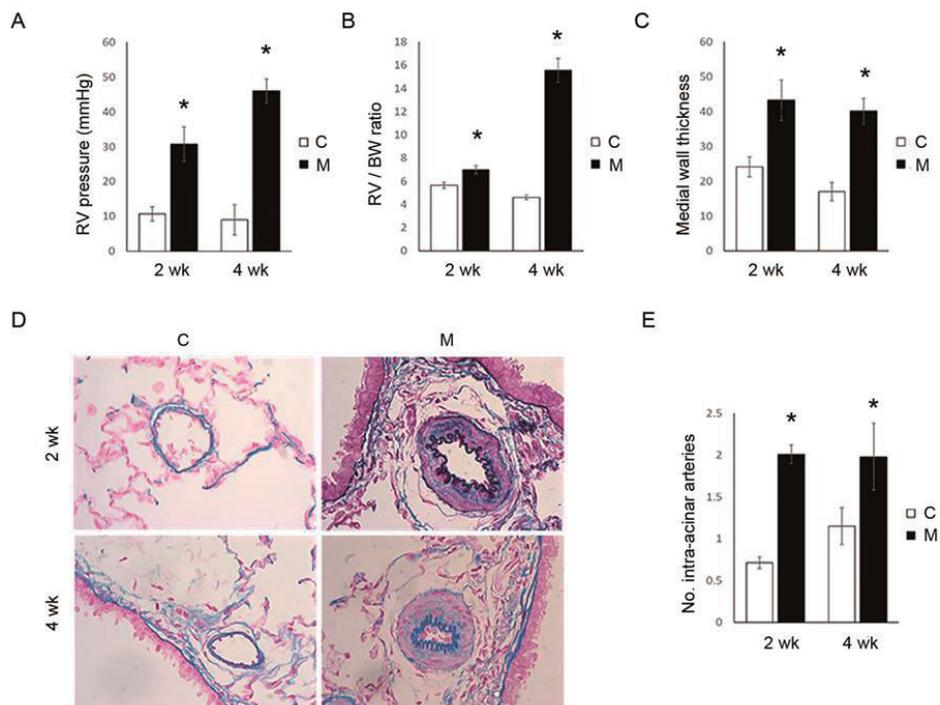 A
RV pressure (mmHg)
60
50
40
30
20
10
0
*
*
2 wk
4 wk
C
M
B
RV / BW ratio
18
16
14
12
10
8
6
4
2
0
*
*
2 wk
4 wk
C
M
C
Medial wall thickness
60
50
40
30
20
10
0
*
*
2 wk
4 wk
C
M
D
C
M
2 wk
4 wk
E
No. intra-acinar arteries
2.5
2
1.5
1
0.5
0
*
*
2 wk
4 wk
C
M